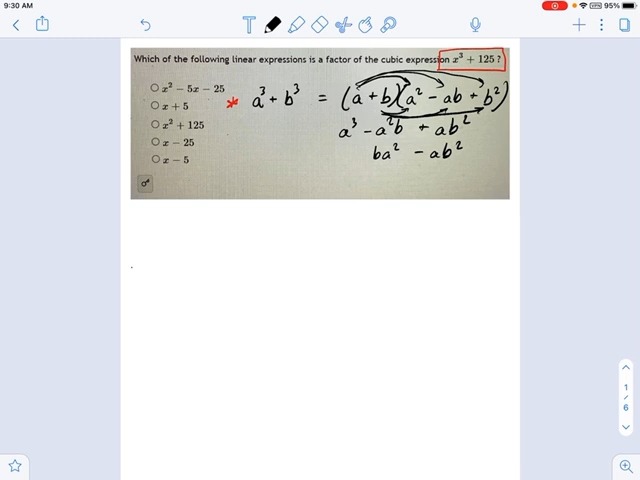 9:30 AM
95%
Which of the following linear expressions is a factor of the cubic expression x³ + 125 ?
x² − 5x − 25
x + 5
x² + 125
x − 25
x − 5
* a³ + b³ = (a + b)(a² − ab + b²)
a³ − a²b + ab²
ba² − ab²
1
/
6